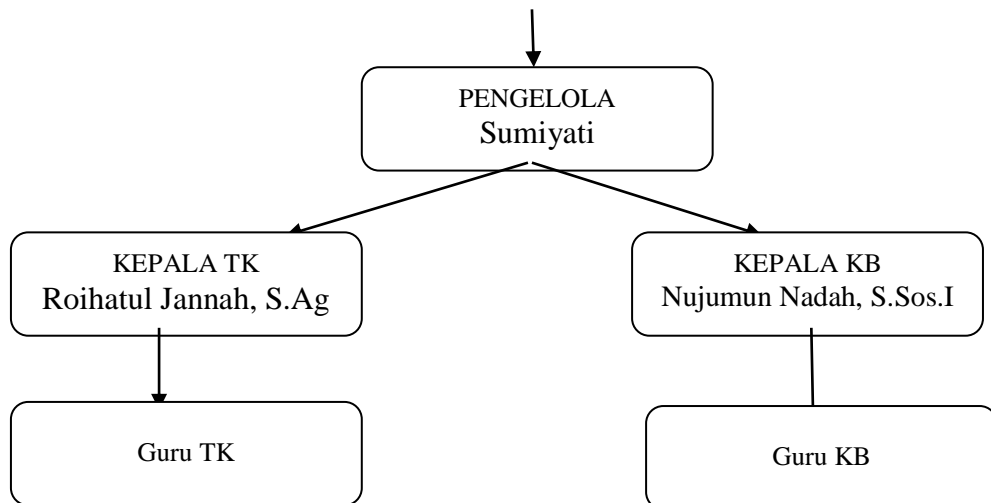 PENGELOLA
Sumiyati
KEPALA TK
Roihatul Jannah, S.Ag
KEPALA KB
Nujumun Nadah, S.Sos.I
Guru TK
Guru KB